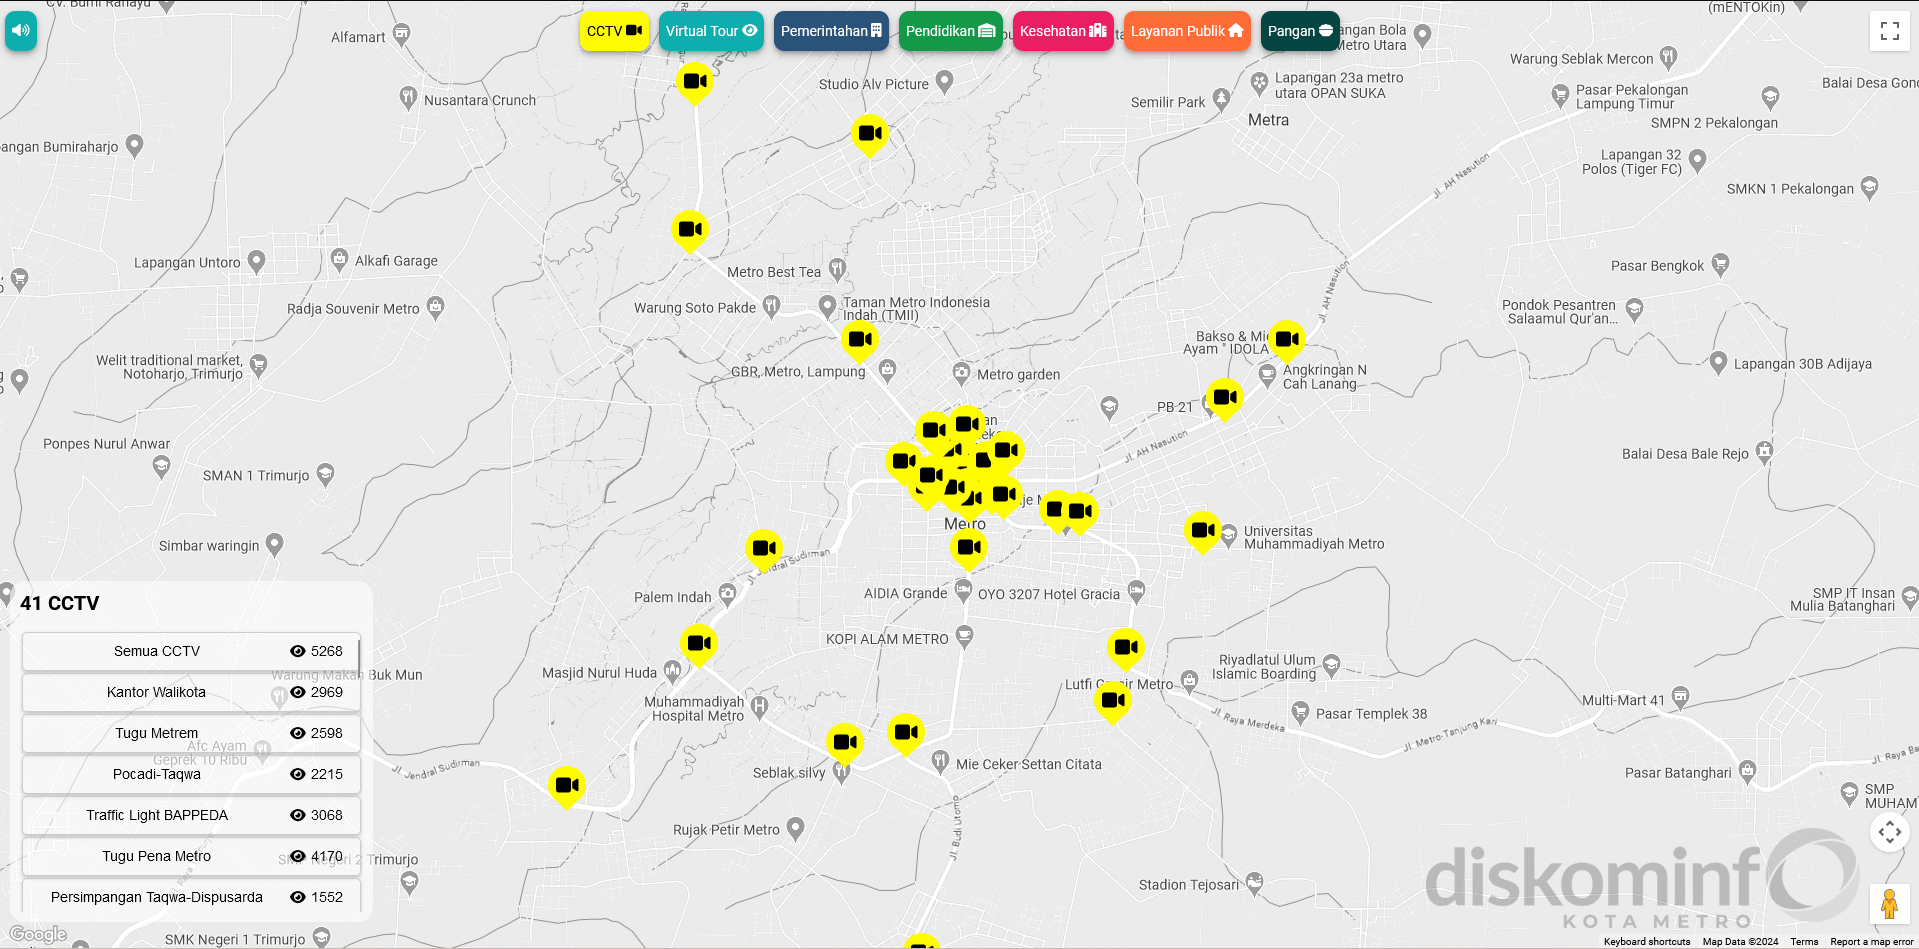 CV. Bumi Rahayu
CCTV
Virtual Tour
Pemerintahan
Pendidikan
Kesehatan
Layanan Publik
Pangan
(mENTOKin)
Alfamart
angan Bola
Metro Utara
Warung Seblak Mercon
Studio Alv Picture
Lapangan 23a metro
utara OPAN SUKA
Balai Desa Gond
Nusantara Crunch
Semilir Park
Pasar Pekalongan
Lampung Timur
Metra
SMPN 2 Pekalongan
angan Bumiraharjo
Lapangan 32
Polos (Tiger FC)
Jl. AH Nasution
SMKN 1 Pekalongan
Lapangan Untoro
Alkafi Garage
Metro Best Tea
Pasar Bengkok
Jl. AH Nasution
Radja Souvenir Metro
Warung Soto Pakde
Taman Metro Indonesia
Indah (TMII)
Pondok Pesantren
Salaamul Qur'an...
Bakso & Mie
Ayam " IDOLA
Welit traditional market,
Notoharjo, Trimurjo
GBR, Metro, Lampung
Metro garden
Angkringan N
Cah Lanang
Lapangan 30B Adijaya
PB 21
an
eka
Ponpes Nurul Anwar
Jl. AH Nasution
SMAN 1 Trimurjo
Balai Desa Bale Rejo
je M
Metro
Universitas
Muhammadiyah Metro
Simbar waringin
Jl. Jendral Sudirman
Palem Indah
AIDIA Grande
OYO 3207 Hotel Gracia
SMP IT Insan
Mulia Batanghari
KOPI ALAM METRO
Masjid Nurul Huda
Riyadlatul Ulum
Islamic Boarding
Lutfi Grosir Metro
Muhammadiyah
Hospital Metro
Jl. Raya Merdeka
Pasar Templek 38
Multi-Mart 41
Jl. Metro-Tanjung Kari
Jl. Raya Ba
Seblak silvy
Mie Ceker Settan Citata
Pasar Batanghari
SMP
MUHAM
Jl. Jendral Sudirman
Rujak Petir Metro
Jl. Budi Utomo
Stadion Tejosari
41 CCTV
Semua CCTV 5268
Warung Makan Buk Mun
Kantor Walikota 2969
Tugu Metrem 2598
Afc Ayam
Geprek 10 Ribu
Pocadi-Taqwa 2215
Traffic Light BAPPEDA 3068
Tugu Pena Metro 4170
SMP Negeri 2 Trimurjo
Persimpangan Taqwa-Dispusarda 1552
SMK Negeri 1 Trimurjo
Google
diskominfo
KOTA METRO
Keyboard shortcuts
Map Data ©2024
Terms
Report a map error